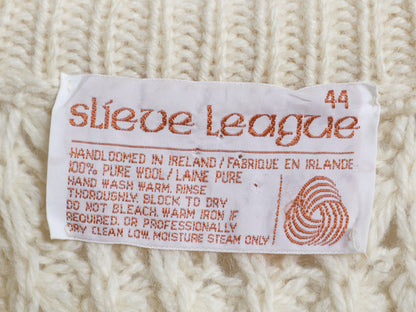 44
slieve league
HANDLOOMED IN IRELAND/FABRIQUE EN IRLANDE
100% PURE WOOL/LAINE PURE
HAND WASH WARM. RINSE
THOROUGHLY. BLOCK TO DRY
DO NOT BLEACH. WARM IRON IF
REQUIRED. OR PROFESSIONALLY
DRY CLEAN LOW. MOISTURE STEAM ONLY